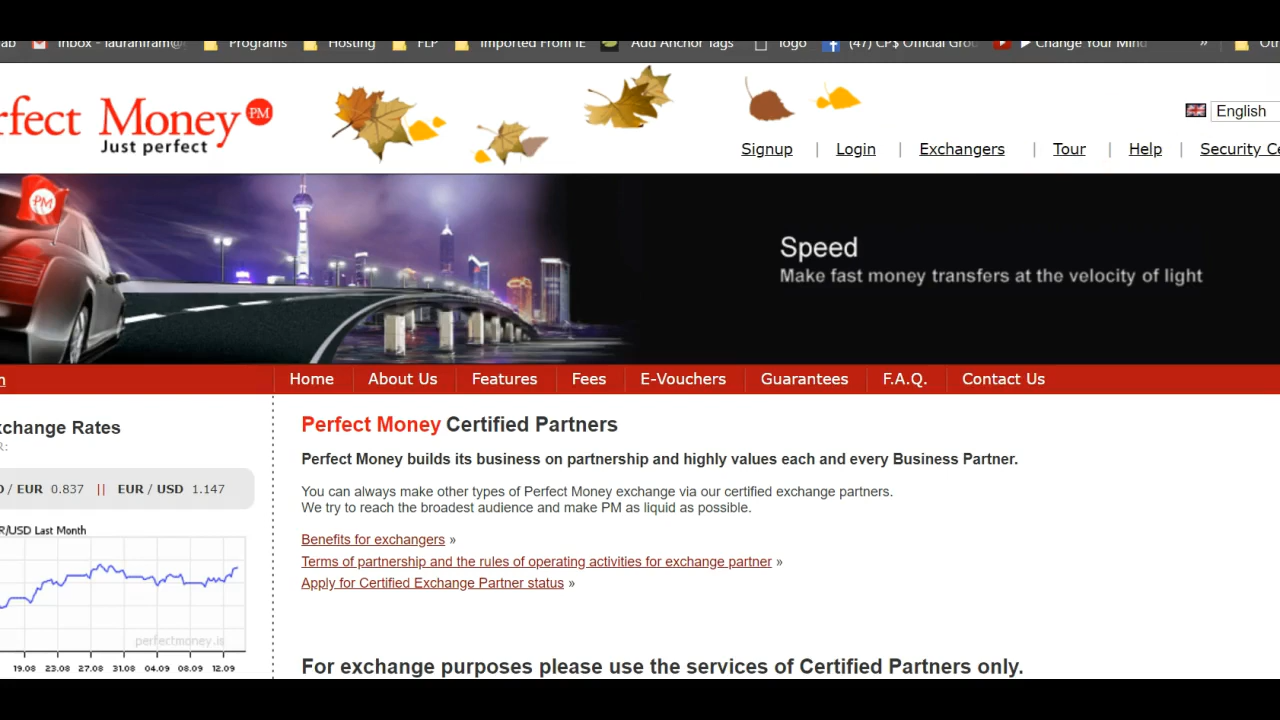 Inbox - lauranfram@ Programs Hosting FLP Imported From IE Add Anchor Tags logo (47) CP$ Official Grou Change Your Mind »
rfect Money PM
Just perfect
English
Signup | Login | Exchangers | Tour | Help | Security Ce
PM
Speed
Make fast money transfers at the velocity of light
Home About Us Features Fees E-Vouchers Guarantees F.A.Q. Contact Us
xchange Rates
R:
D / EUR 0.837 || EUR / USD 1.147
R/USD Last Month
perfectmoney.is
19.08 23.08 27.08 31.08 04.09 08.09 12.09
Perfect Money Certified Partners
Perfect Money builds its business on partnership and highly values each and every Business Partner.
You can always make other types of Perfect Money exchange via our certified exchange partners.
We try to reach the broadest audience and make PM as liquid as possible.
Benefits for exchangers »
Terms of partnership and the rules of operating activities for exchange partner »
Apply for Certified Exchange Partner status »
For exchange purposes please use the services of Certified Partners only.